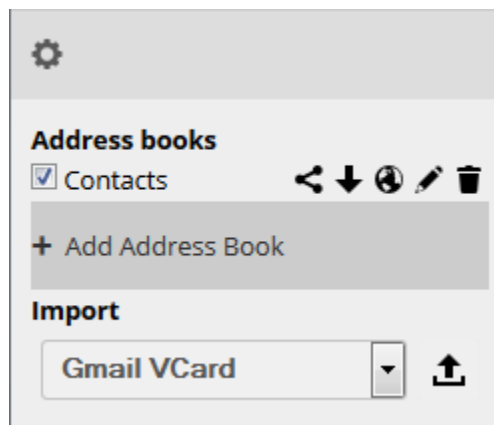 Address books
Contacts
+ Add Address Book
Import
Gmail VCard